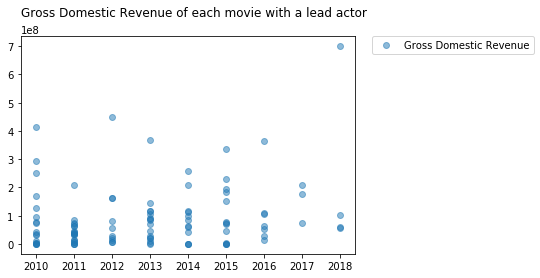 Gross Domestic Revenue of each movie with a lead actor
1e8
Gross Domestic Revenue
7
6
5
4
3
2
1
0
2010 2011 2012 2013 2014 2015 2016 2017 2018